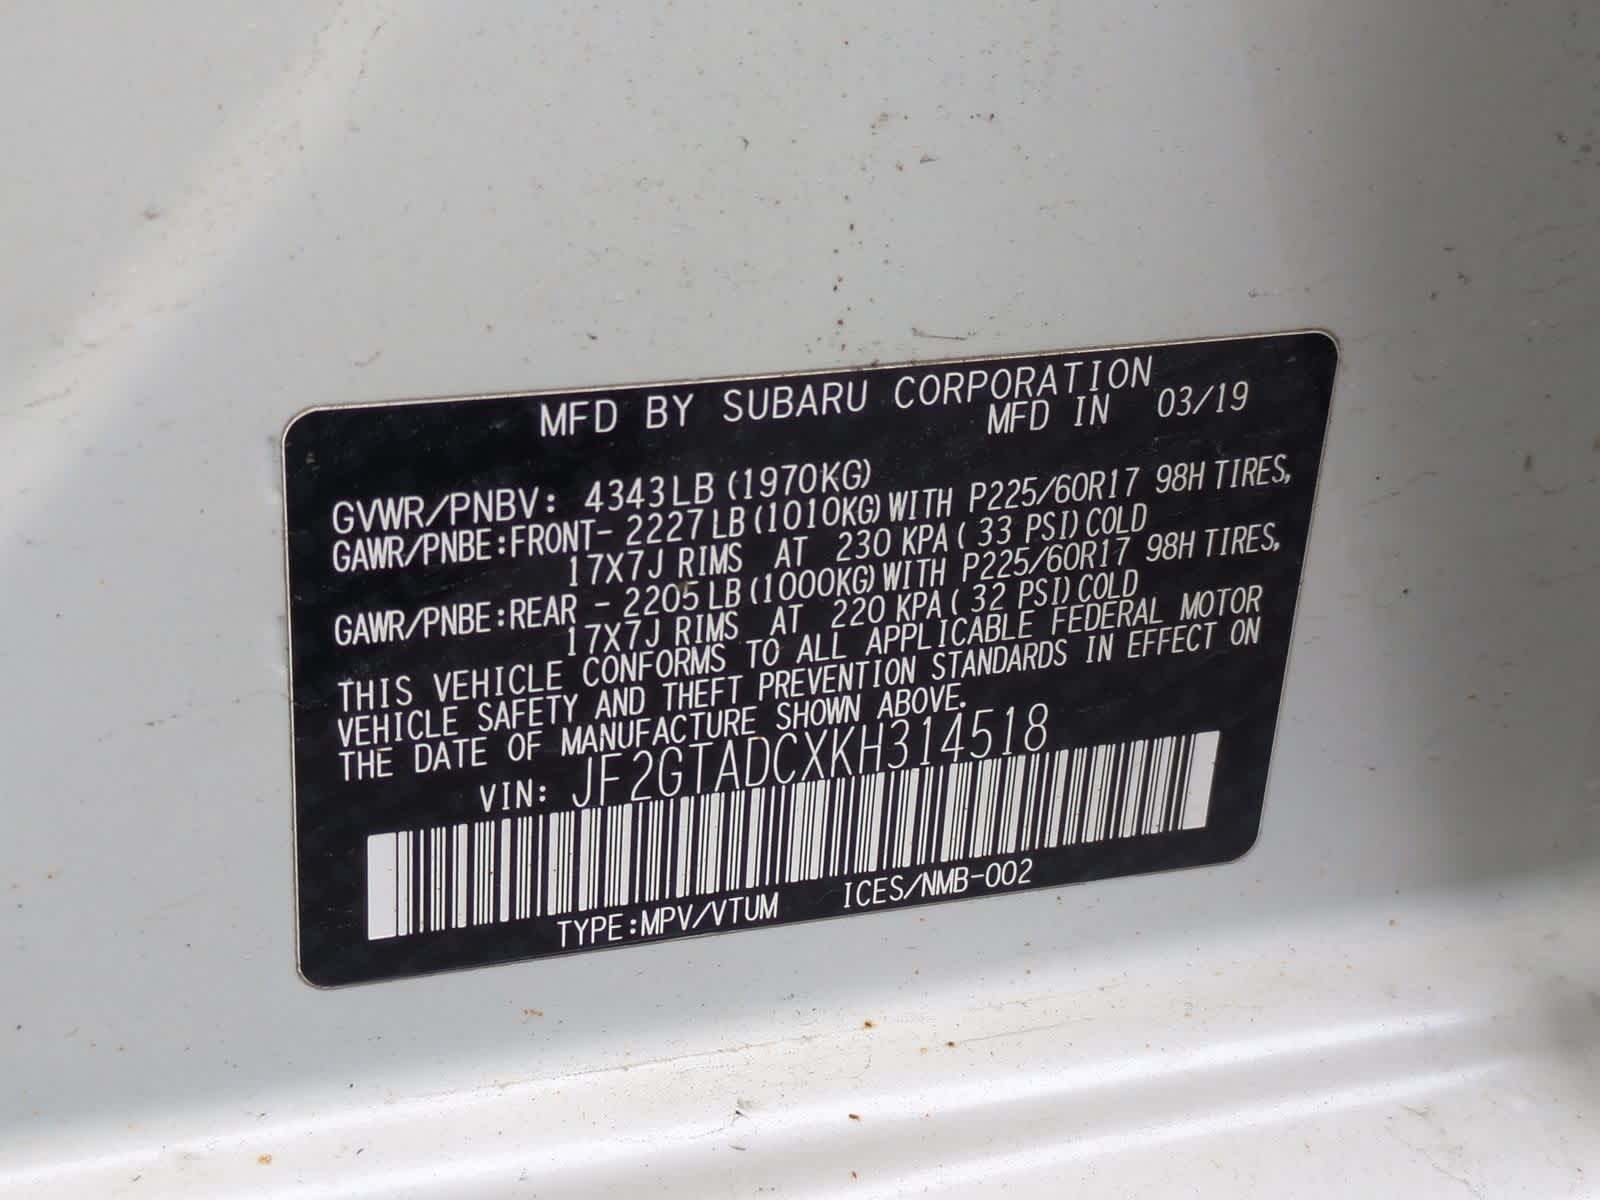 MFD BY SUBARU CORPORATION
MFD IN 03/19
GVWR/PNBV: 4343LB (1970KG)
GAWR/PNBE:FRONT- 2227LB(1010KG)WITH P225/60R17 98H TIRES,
17X7J RIMS AT 230 KPA( 33 PSI)COLD
GAWR/PNBE:REAR - 2205LB(1000KG)WITH P225/60R17 98H TIRES,
17X7J RIMS AT 220 KPA( 32 PSI)COLD
THIS VEHICLE CONFORMS TO ALL APPLICABLE FEDERAL MOTOR
VEHICLE SAFETY AND THEFT PREVENTION STANDARDS IN EFFECT ON
THE DATE OF MANUFACTURE SHOWN ABOVE.
VIN: JF2GTADCXKH314518
TYPE:MPV/VTUM ICES/NMB-002